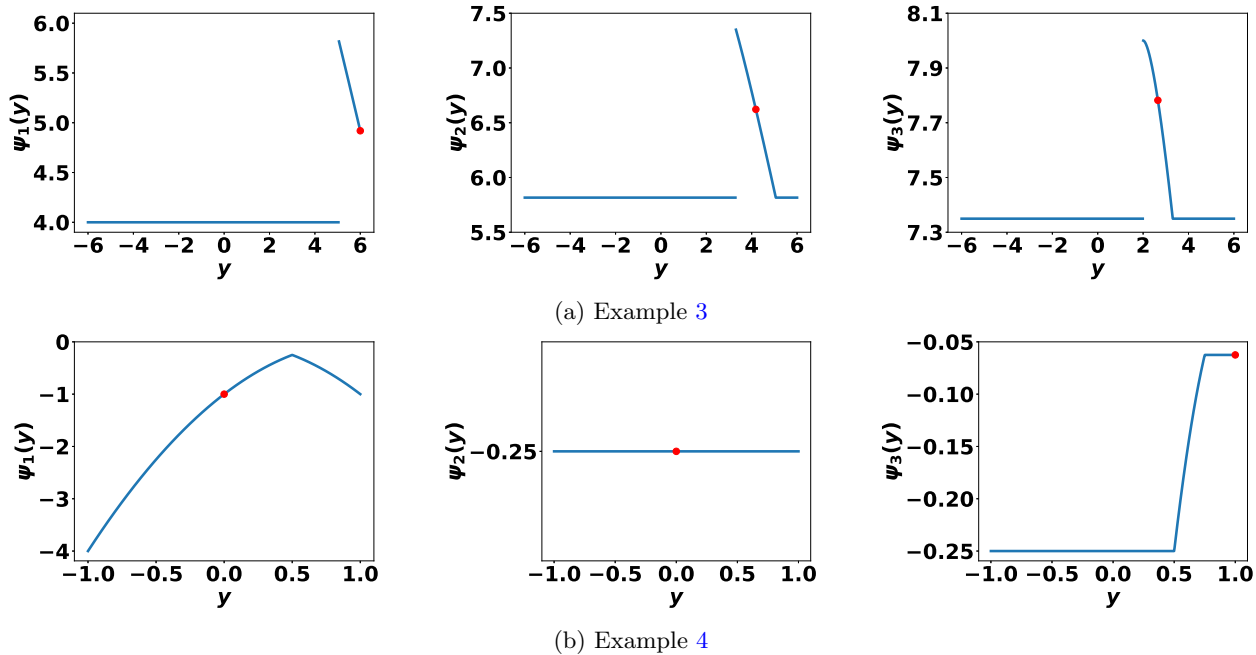 6.0
5.5
5.0
4.5
4.0
ψ₁(y)
−6 −4 −2 0 2 4 6
y
7.5
7.0
6.5
6.0
5.5
ψ₂(y)
−6 −4 −2 0 2 4 6
y
8.1
7.9
7.7
7.5
7.3
ψ₃(y)
−6 −4 −2 0 2 4 6
y
(a) Example 3
0
−1
−2
−3
−4
ψ₁(y)
−1.0 −0.5 0.0 0.5 1.0
y
−0.25
ψ₂(y)
−1.0 −0.5 0.0 0.5 1.0
y
−0.05
−0.10
−0.15
−0.20
−0.25
ψ₃(y)
−1.0 −0.5 0.0 0.5 1.0
y
(b) Example 4